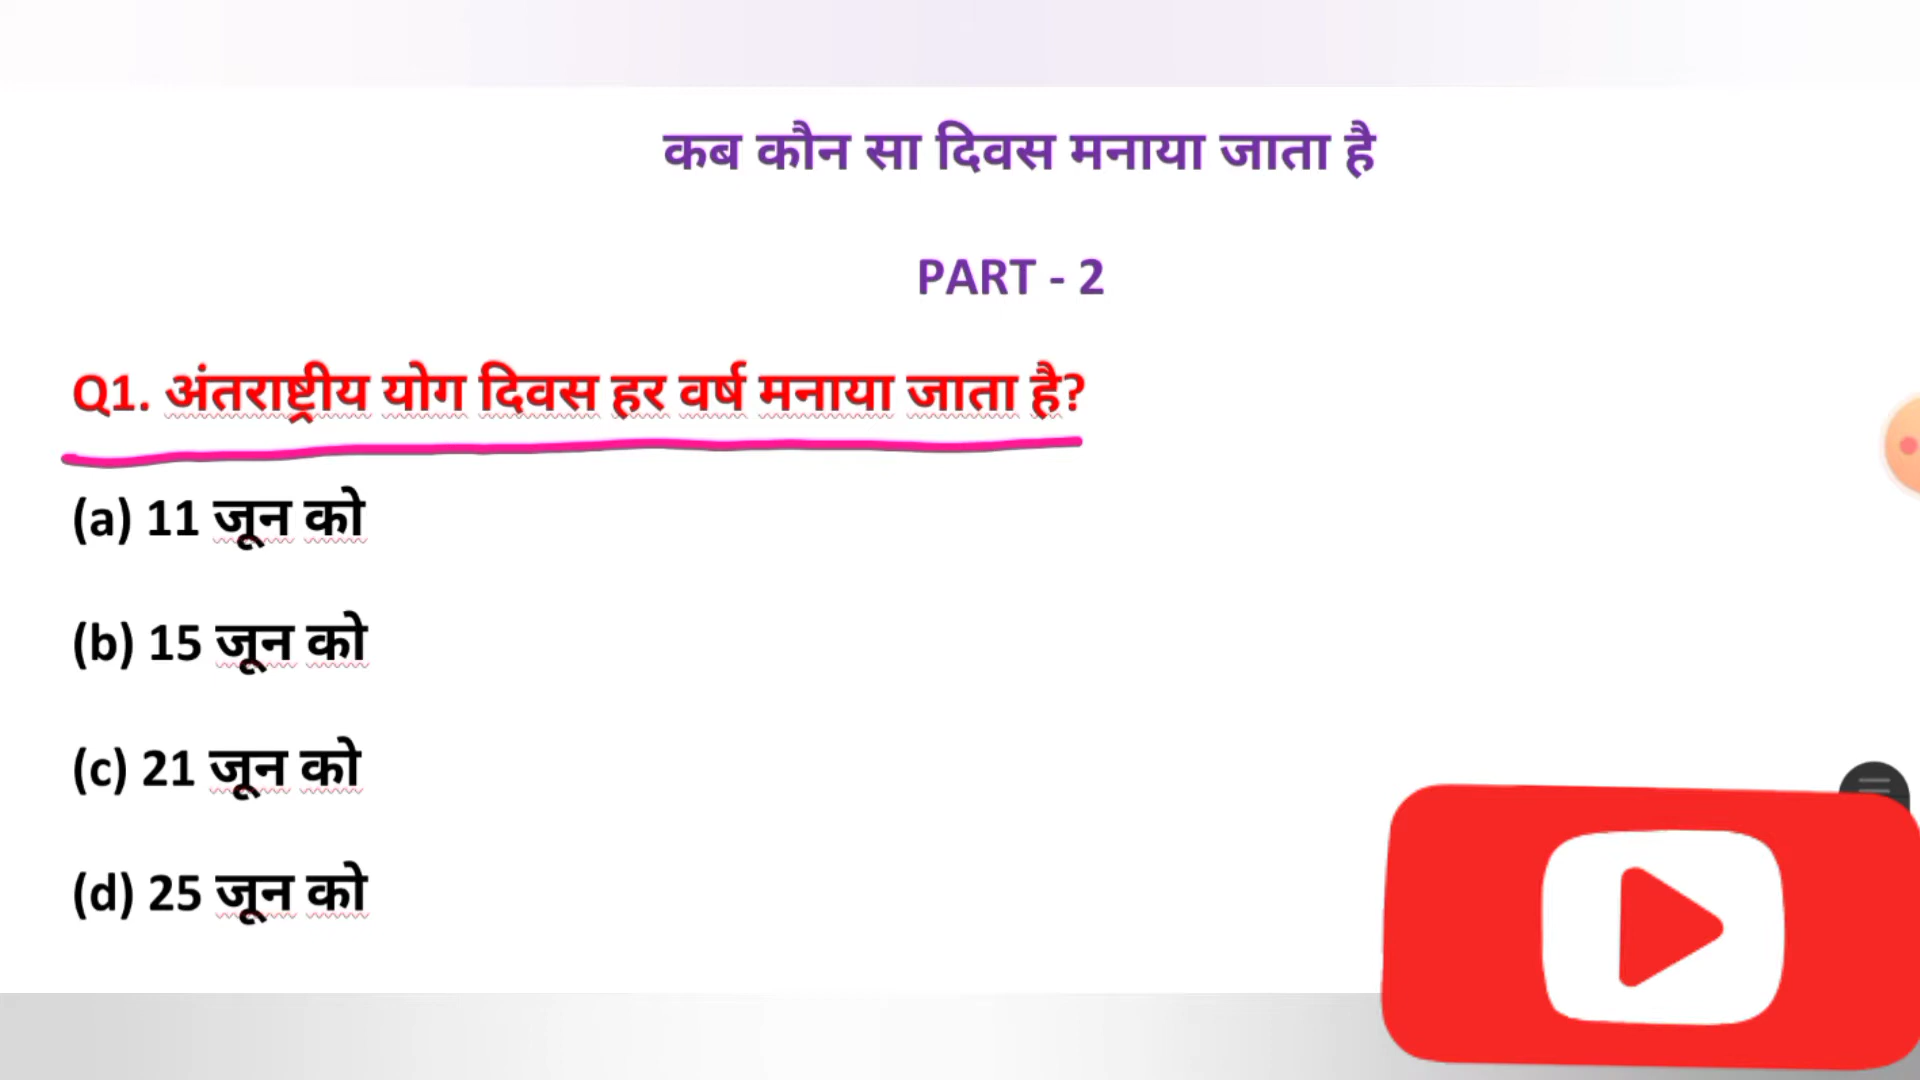 कब कौन सा दिवस मनाया जाता है
PART - 2
Q1. अंतराष्ट्रीय योग दिवस हर वर्ष मनाया जाता है?
(a) 11 जून को
(b) 15 जून को
(c) 21 जून को
(d) 25 जून को